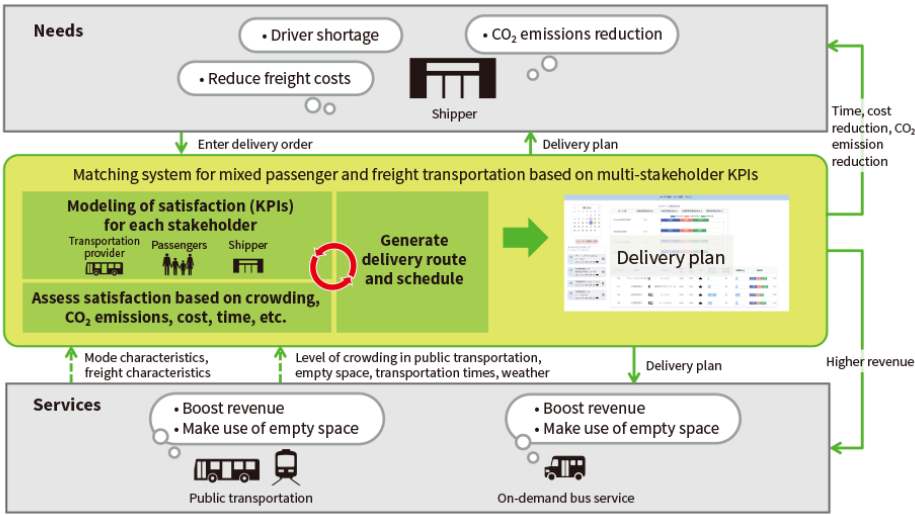 Needs
• Driver shortage
• CO₂ emissions reduction
• Reduce freight costs
Shipper
Time, cost
reduction, CO₂
emission
reduction
Enter delivery order
Delivery plan
Matching system for mixed passenger and freight transportation based on multi-stakeholder KPIs
Modeling of satisfaction (KPIs)
for each stakeholder
Transportation
provider
Passengers
Shipper
Assess satisfaction based on crowding,
CO₂ emissions, cost, time, etc.
Generate
delivery route
and schedule
Delivery plan
Mode characteristics,
freight characteristics
Level of crowding in public transportation,
empty space, transportation times, weather
Delivery plan
Higher revenue
Services
• Boost revenue
• Make use of empty space
Public transportation
• Boost revenue
• Make use of empty space
On-demand bus service